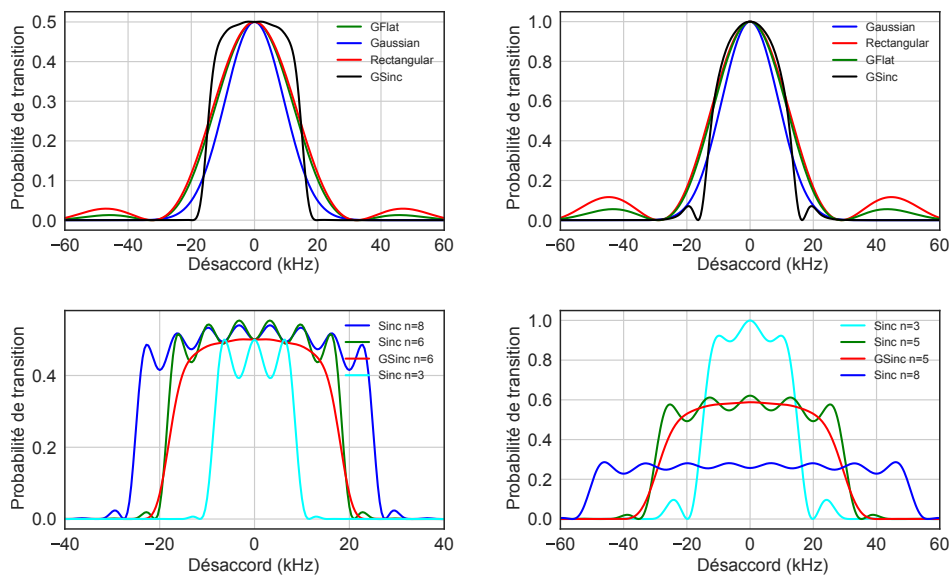 Probabilité de transition
0.5
0.4
0.3
0.2
0.1
0.0
−60
−40
−20
0
20
40
60
Désaccord (kHz)
GFlat
Gaussian
Rectangular
GSinc
Probabilité de transition
1.0
0.8
0.6
0.4
0.2
0.0
−60
−40
−20
0
20
40
60
Désaccord (kHz)
Gaussian
Rectangular
GFlat
GSinc
Probabilité de transition
0.4
0.2
0.0
−40
−20
0
20
40
Désaccord (kHz)
Sinc n=8
Sinc n=6
GSinc n=6
Sinc n=3
Probabilité de transition
1.0
0.8
0.6
0.4
0.2
0.0
−60
−40
−20
0
20
40
60
Désaccord (kHz)
Sinc n=3
Sinc n=5
GSinc n=5
Sinc n=8